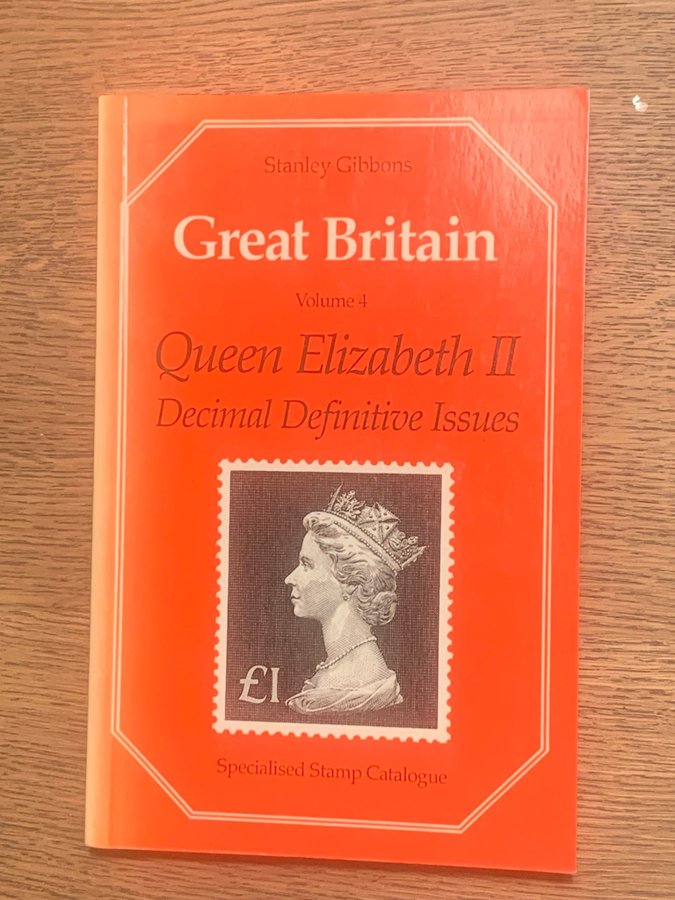 Stanley Gibbons
Great Britain
Volume 4
Queen Elizabeth II
Decimal Definitive Issues
£1
Specialised Stamp Catalogue